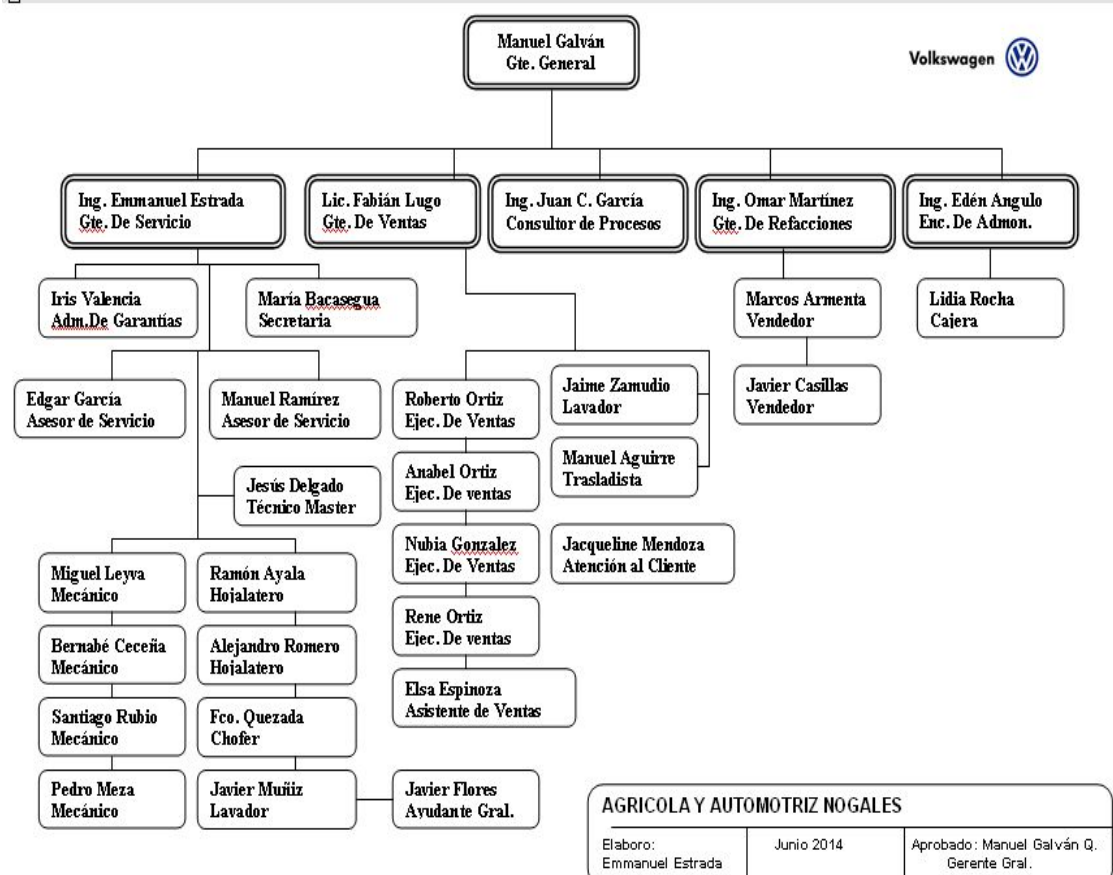 Manuel Galván
Gte. General
Volkswagen
Ing. Emmanuel Estrada
Gte. De Servicio
Lic. Fabián Lugo
Gte. De Ventas
Ing. Juan C. García
Consultor de Procesos
Ing. Omar Martínez
Gte. De Refacciones
Ing. Edén Angulo
Enc. De Admon.
Iris Valencia
Adm.De Garantías
María Bacasegua
Secretaria
Marcos Armenta
Vendedor
Lidia Rocha
Cajera
Edgar García
Asesor de Servicio
Manuel Ramírez
Asesor de Servicio
Roberto Ortiz
Ejec. De Ventas
Jaime Zamudio
Lavador
Javier Casillas
Vendedor
Anabel Ortiz
Ejec. De ventas
Manuel Aguirre
Trasladista
Jesús Delgado
Técnico Master
Nubia Gonzalez
Ejec. De Ventas
Jacqueline Mendoza
Atención al Cliente
Miguel Leyva
Mecánico
Ramón Ayala
Hojalatero
Rene Ortiz
Ejec. De ventas
Bernabé Ceceña
Mecánico
Alejandro Romero
Hojalatero
Elsa Espinoza
Asistente de Ventas
Santiago Rubio
Mecánico
Fco. Quezada
Chofer
Pedro Meza
Mecánico
Javier Muñiz
Lavador
Javier Flores
Ayudante Gral.
AGRICOLA Y AUTOMOTRIZ NOGALES
Elaboro:
Emmanuel Estrada
Junio 2014
Aprobado: Manuel Galván Q.
Gerente Gral.